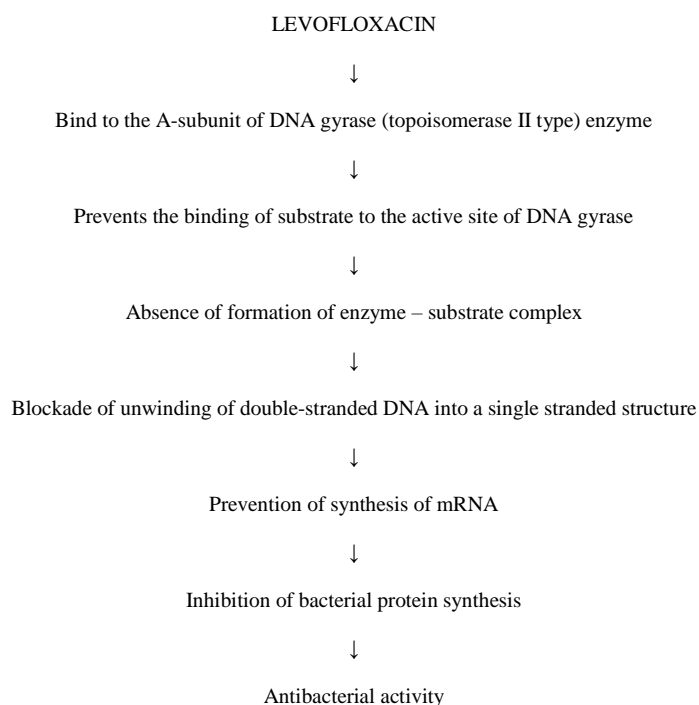 LEVOFLOXACIN
↓
Bind to the A-subunit of DNA gyrase (topoisomerase II type) enzyme
↓
Prevents the binding of substrate to the active site of DNA gyrase
↓
Absence of formation of enzyme – substrate complex
↓
Blockade of unwinding of double-stranded DNA into a single stranded structure
↓
Prevention of synthesis of mRNA
↓
Inhibition of bacterial protein synthesis
↓
Antibacterial activity